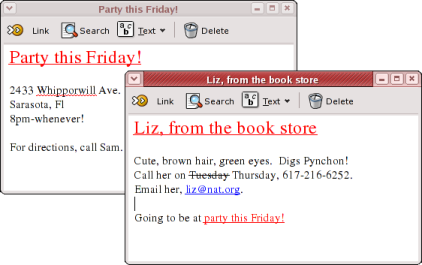 Party this Friday!
Link Search Text Delete
Party this Friday!
2433 Whipporwill Ave.
Sarasota, Fl
8pm-whenever!
For directions, call Sam.
Liz, from the book store
Link Search Text Delete
Liz, from the book store
Cute, brown hair, green eyes. Digs Pynchon!
Call her on Tuesday Thursday, 617-216-6252.
Email her, liz@nat.org.
Going to be at party this Friday!